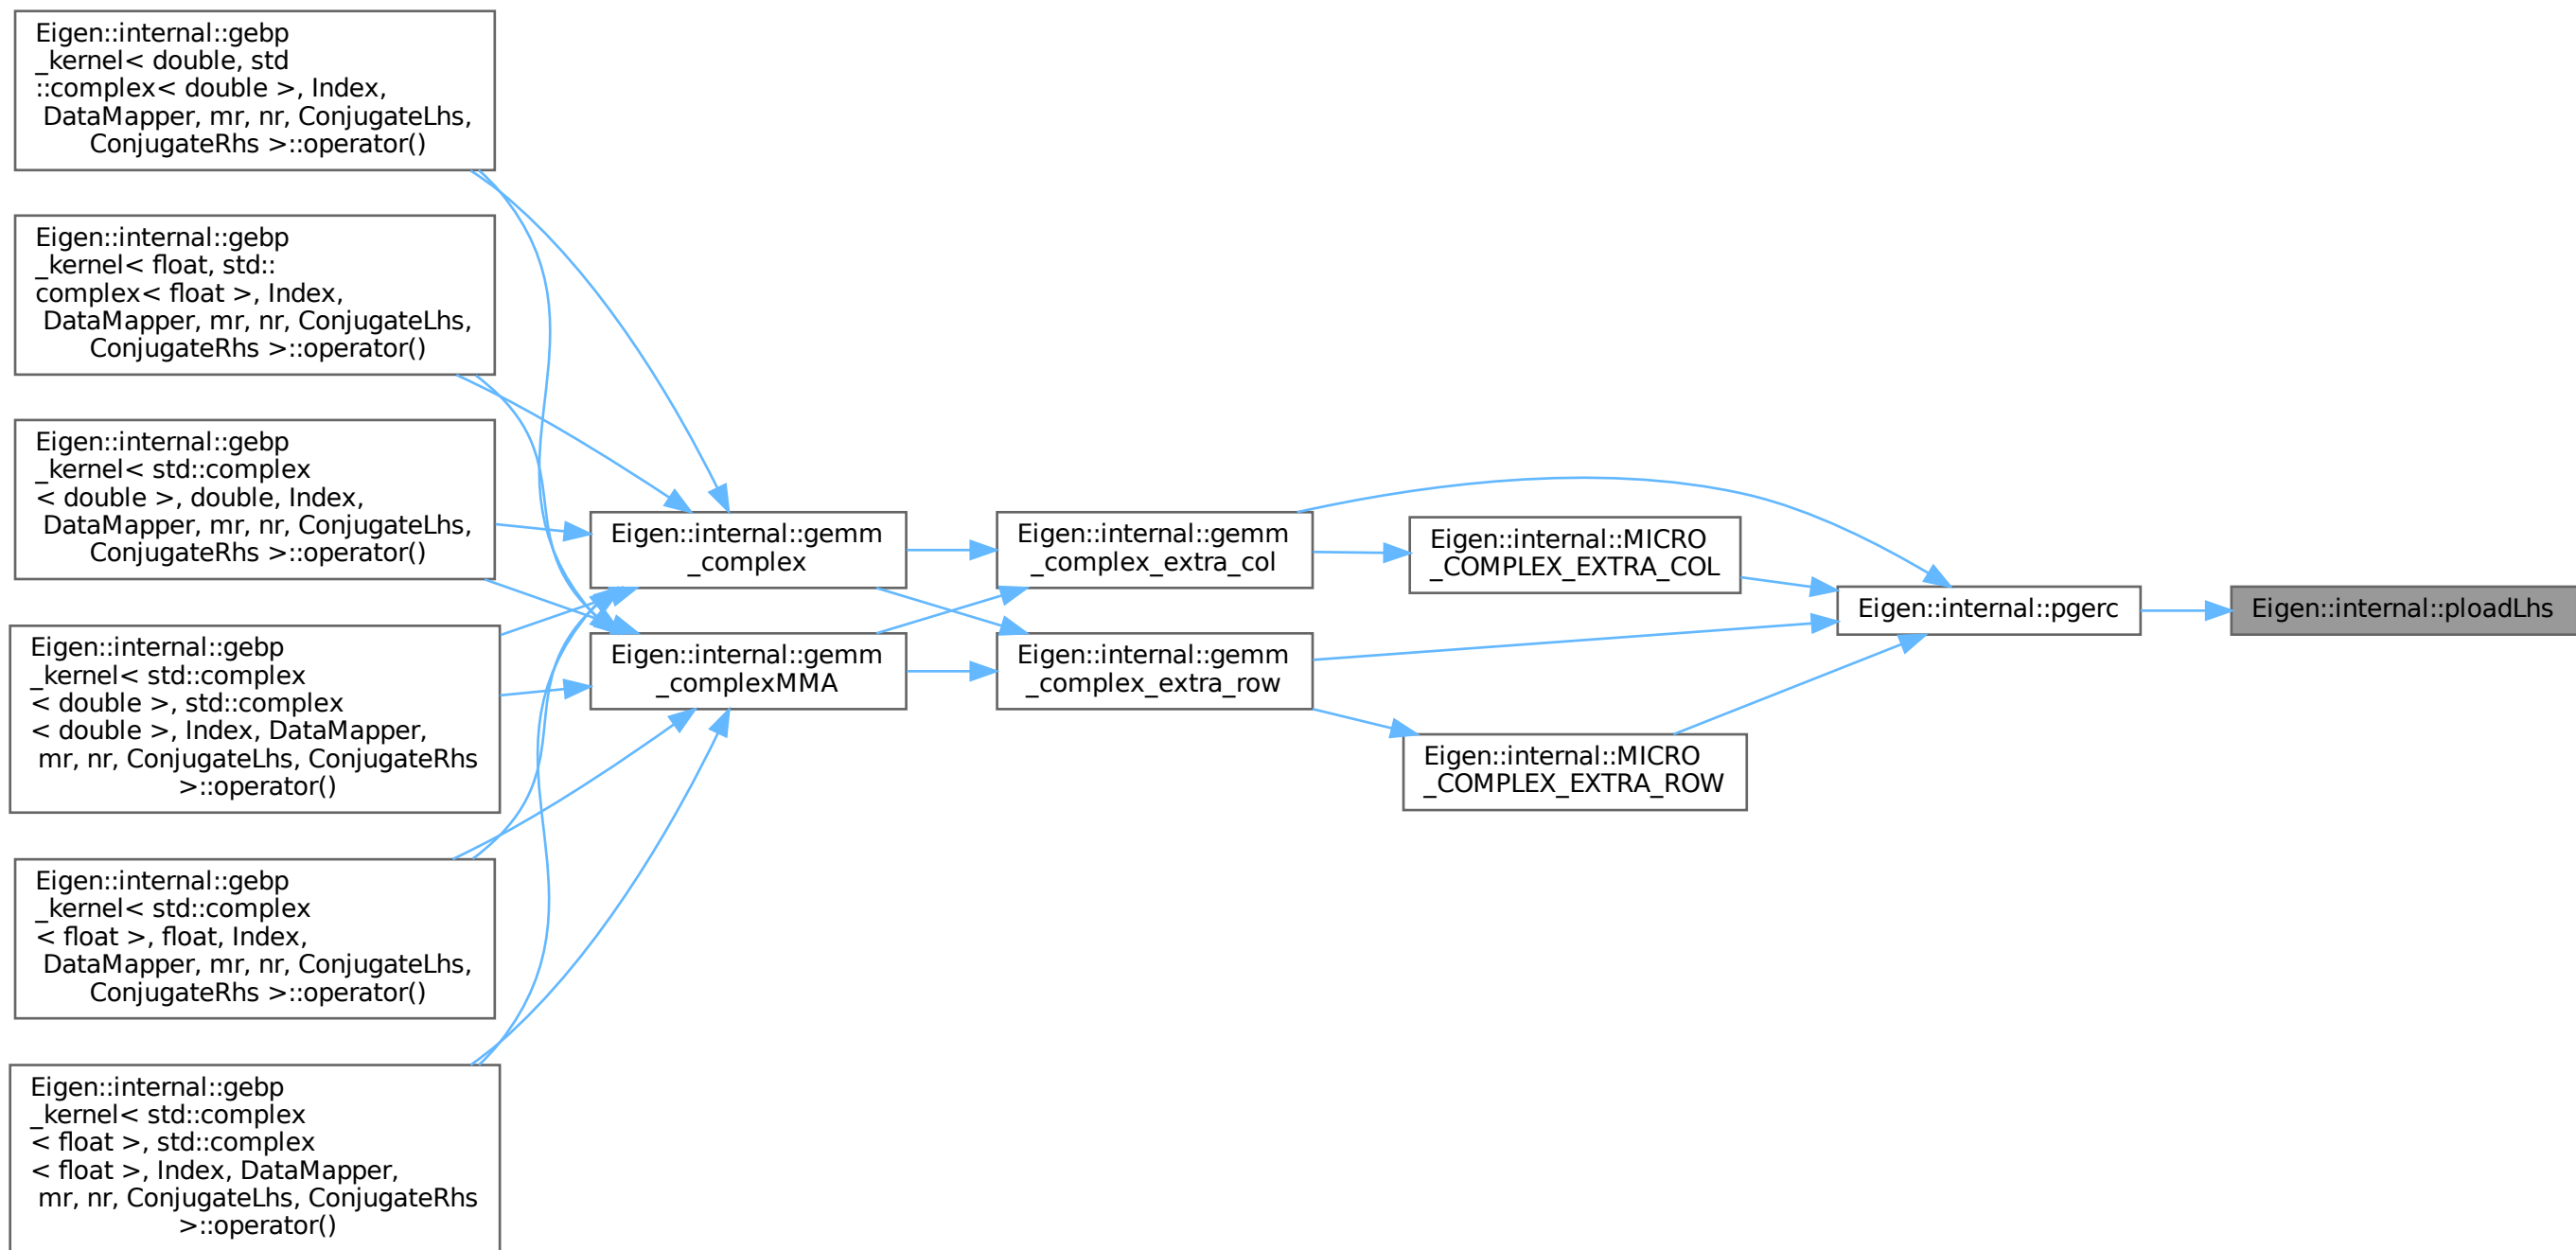 Eigen::internal::gebp
_kernel< double, std
::complex< double >, Index,
DataMapper, mr, nr, ConjugateLhs,
ConjugateRhs >::operator()
Eigen::internal::gebp
_kernel< float, std::
complex< float >, Index,
DataMapper, mr, nr, ConjugateLhs,
ConjugateRhs >::operator()
Eigen::internal::gebp
_kernel< std::complex
< double >, double, Index,
DataMapper, mr, nr, ConjugateLhs,
ConjugateRhs >::operator()
Eigen::internal::gebp
_kernel< std::complex
< double >, std::complex
< double >, Index, DataMapper,
mr, nr, ConjugateLhs, ConjugateRhs
>::operator()
Eigen::internal::gebp
_kernel< std::complex
< float >, float, Index,
DataMapper, mr, nr, ConjugateLhs,
ConjugateRhs >::operator()
Eigen::internal::gebp
_kernel< std::complex
< float >, std::complex
< float >, Index, DataMapper,
mr, nr, ConjugateLhs, ConjugateRhs
>::operator()
Eigen::internal::gemm
_complex
Eigen::internal::gemm
_complexMMA
Eigen::internal::gemm
_complex_extra_col
Eigen::internal::gemm
_complex_extra_row
Eigen::internal::MICRO
_COMPLEX_EXTRA_COL
Eigen::internal::MICRO
_COMPLEX_EXTRA_ROW
Eigen::internal::pgerc
Eigen::internal::ploadLhs